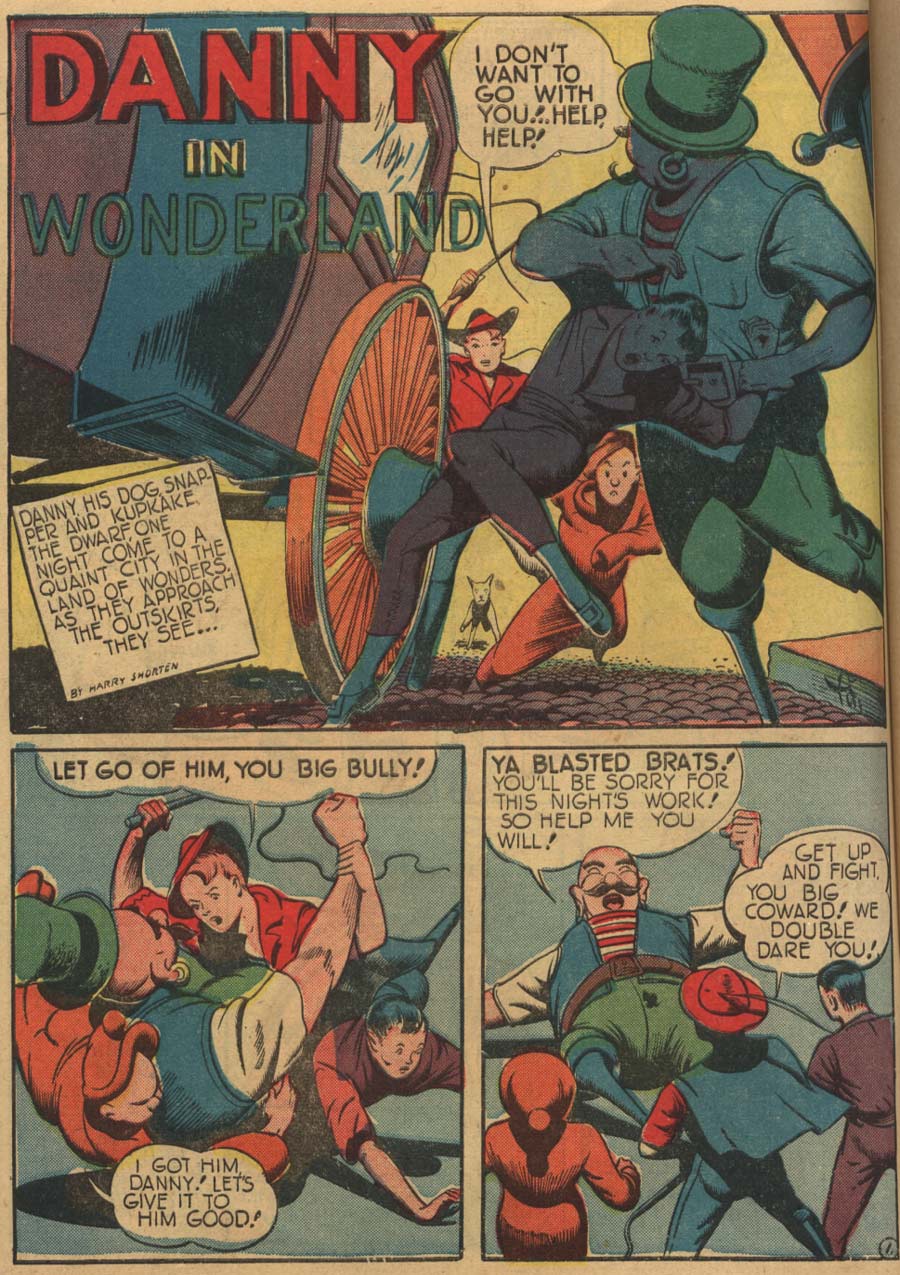 DANNY
IN
WONDERLAND
I DON'T
WANT TO
GO WITH
YOU!..HELP,
HELP!
DANNY, HIS DOG, SNAP-
PER AND KUPKAKE,
THE DWARF, ONE
NIGHT COME TO A
QUAINT CITY IN THE
LAND OF WONDERS.
AS THEY APPROACH
THE OUTSKIRTS,
THEY SEE...
BY HARRY SHORTEN
LET GO OF HIM, YOU BIG BULLY!
I GOT HIM,
DANNY! LET'S
GIVE IT TO
HIM GOOD!
YA BLASTED BRATS!
YOU'LL BE SORRY FOR
THIS NIGHT'S WORK!
SO HELP ME YOU
WILL!
GET UP
AND FIGHT,
YOU BIG
COWARD! WE
DOUBLE
DARE YOU!
1